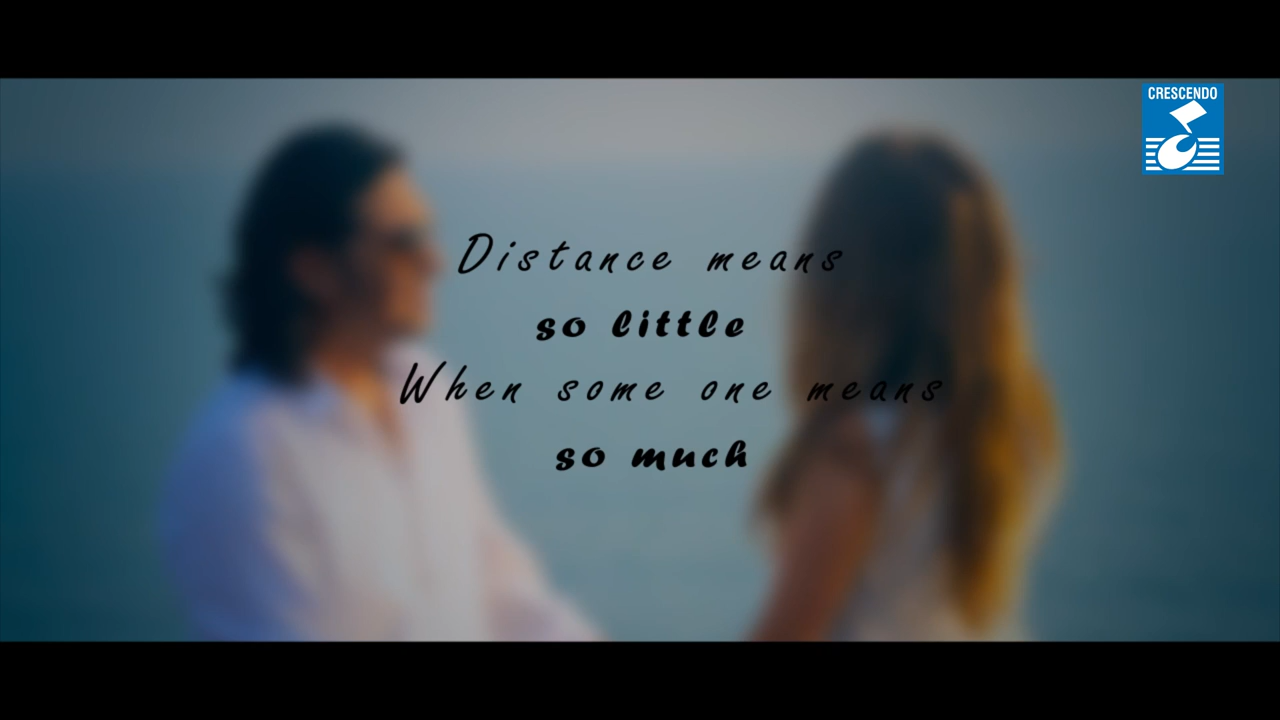 CRESCENDO
Distance means
so little
When some one means
so much